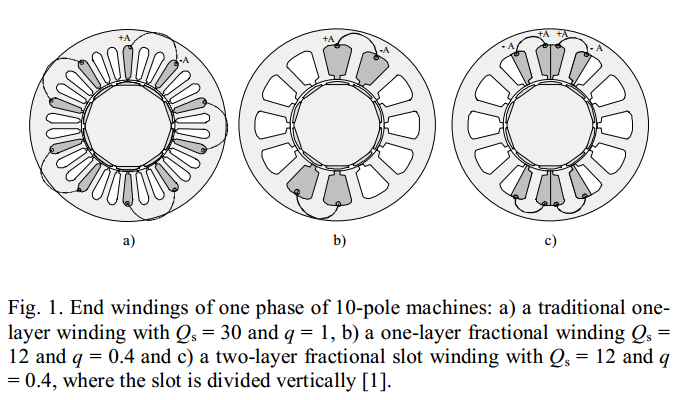 +A
-A
+A
-A
- A
+A
+A
- A
a)
b)
c)
Fig. 1. End windings of one phase of 10-pole machines: a) a traditional one-
layer winding with Qs = 30 and q = 1, b) a one-layer fractional winding Qs =
12 and q = 0.4 and c) a two-layer fractional slot winding with Qs = 12 and q
= 0.4, where the slot is divided vertically [1].